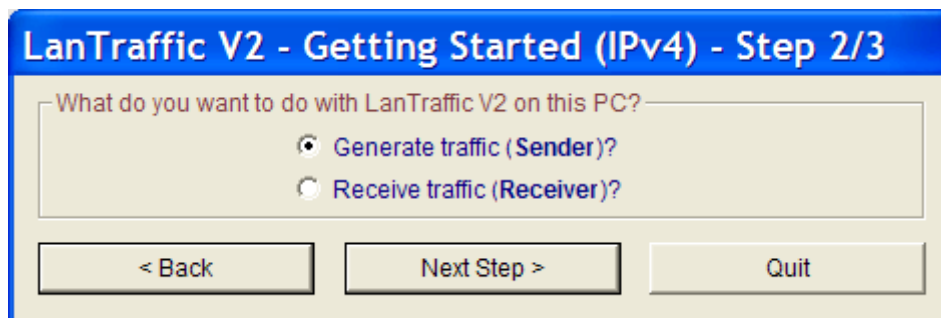 LanTraffic V2 - Getting Started (IPv4) - Step 2/3
What do you want to do with LanTraffic V2 on this PC?
Generate traffic (Sender)?
Receive traffic (Receiver)?
< Back
Next Step >
Quit